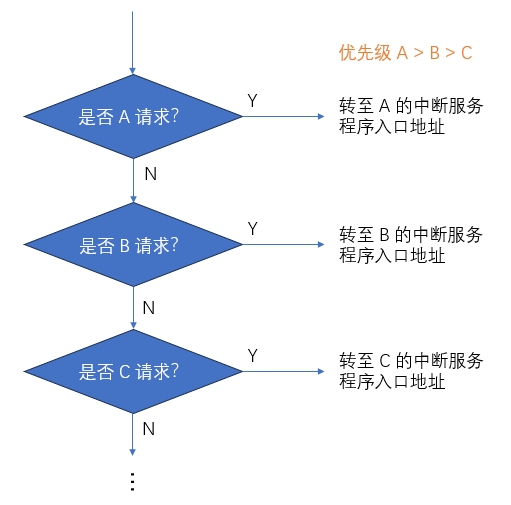 优先级 A > B > C
是否 A 请求?
Y
转至 A 的中断服务
程序入口地址
N
是否 B 请求?
Y
转至 B 的中断服务
程序入口地址
N
是否 C 请求?
Y
转至 C 的中断服务
程序入口地址
N
⋮